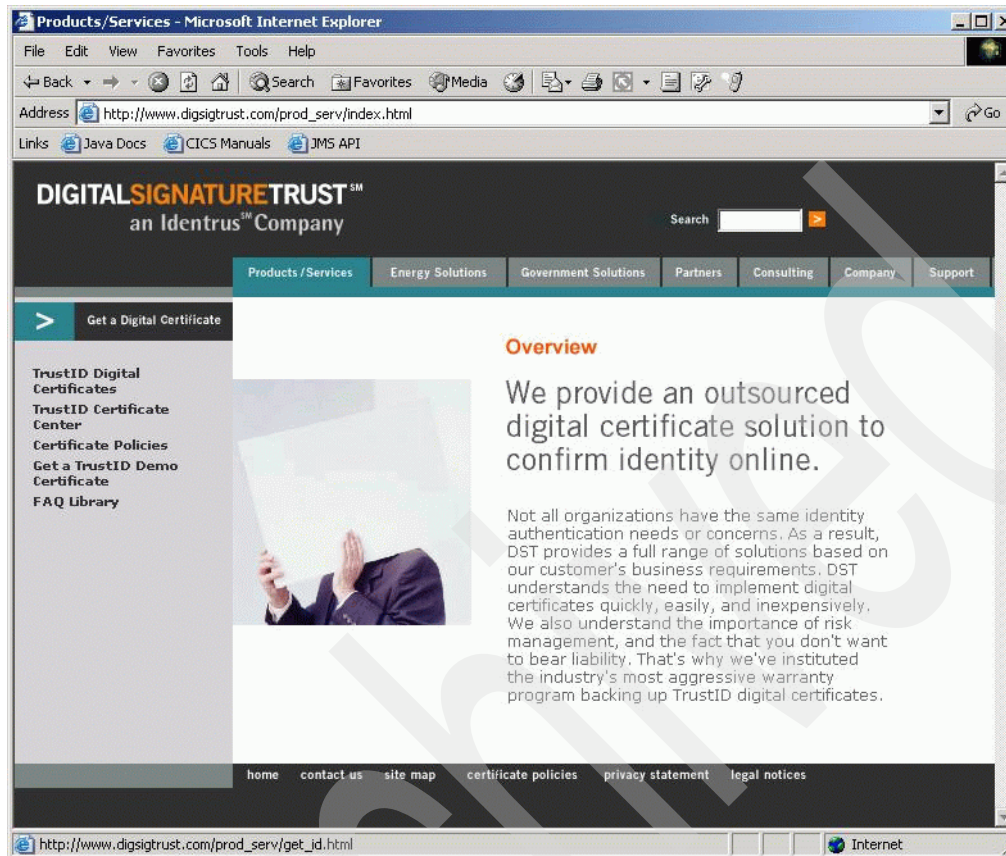 Products/Services - Microsoft Internet Explorer
File Edit View Favorites Tools Help
Back Search Favorites Media
Address http://www.digsigtrust.com/prod_serv/index.html Go
Links Java Docs CICS Manuals JMS API
DIGITALSIGNATURETRUST℠
an Identrus℠ Company
Search
Products/Services Energy Solutions Government Solutions Partners Consulting Company Support
> Get a Digital Certificate
TrustID Digital
Certificates
TrustID Certificate
Center
Certificate Policies
Get a TrustID Demo
Certificate
FAQ Library
Overview
We provide an outsourced
digital certificate solution to
confirm identity online.
Not all organizations have the same identity
authentication needs or concerns. As a result,
DST provides a full range of solutions based on
our customer's business requirements. DST
understands the need to implement digital
certificates quickly, easily, and inexpensively.
We also understand the importance of risk
management, and the fact that you don't want
to bear liability. That's why we've instituted
the industry's most aggressive warranty
program backing up TrustID digital certificates.
home contact us site map certificate policies privacy statement legal notices
http://www.digsigtrust.com/prod_serv/get_id.html Internet